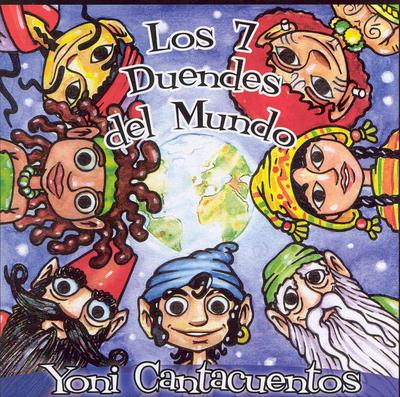 Los 7
Duendes
del Mundo
Yoni Cantacuentos